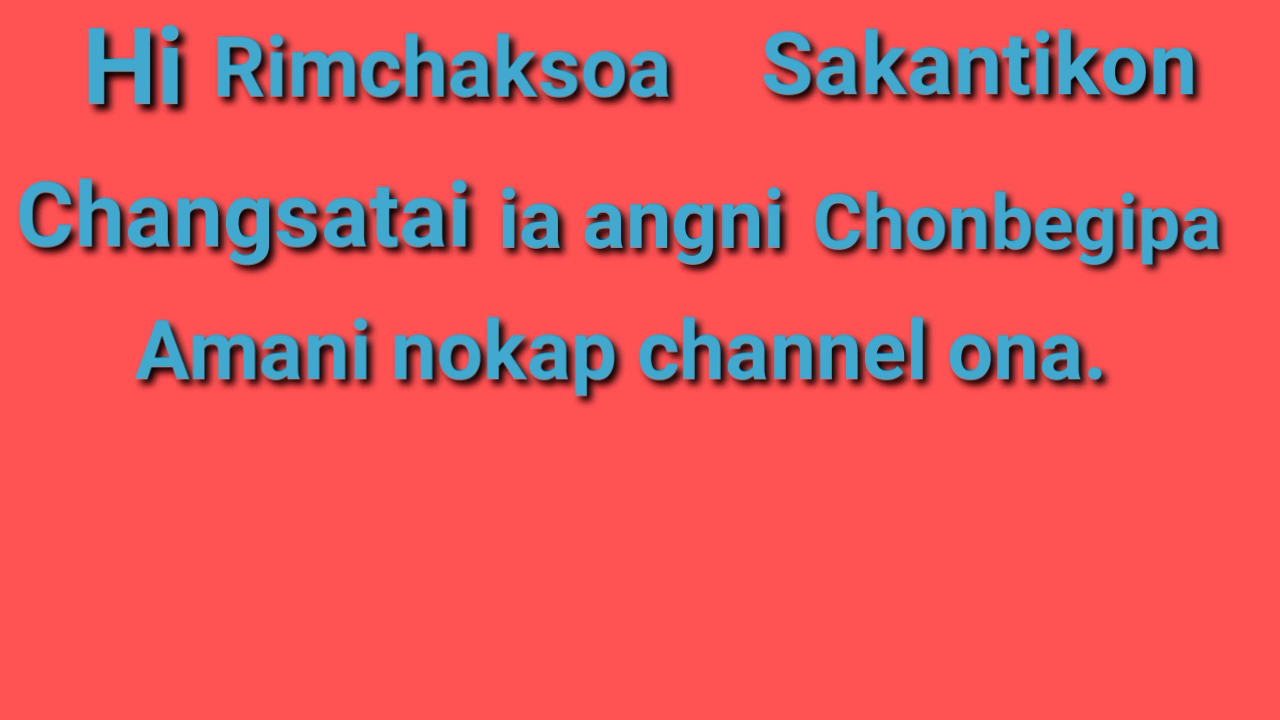 Hi Rimchaksoa Sakantikon
Changsatai ia angni Chonbegipa
Amani nokap channel ona.